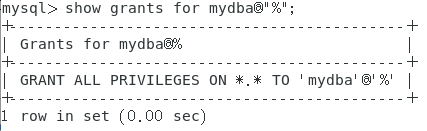 mysql> show grants for mydba@"%";
+-----------------------------------------------+
| Grants for mydba@%                            |
+-----------------------------------------------+
| GRANT ALL PRIVILEGES ON *.* TO 'mydba'@'%' |
+-----------------------------------------------+
1 row in set (0.00 sec)